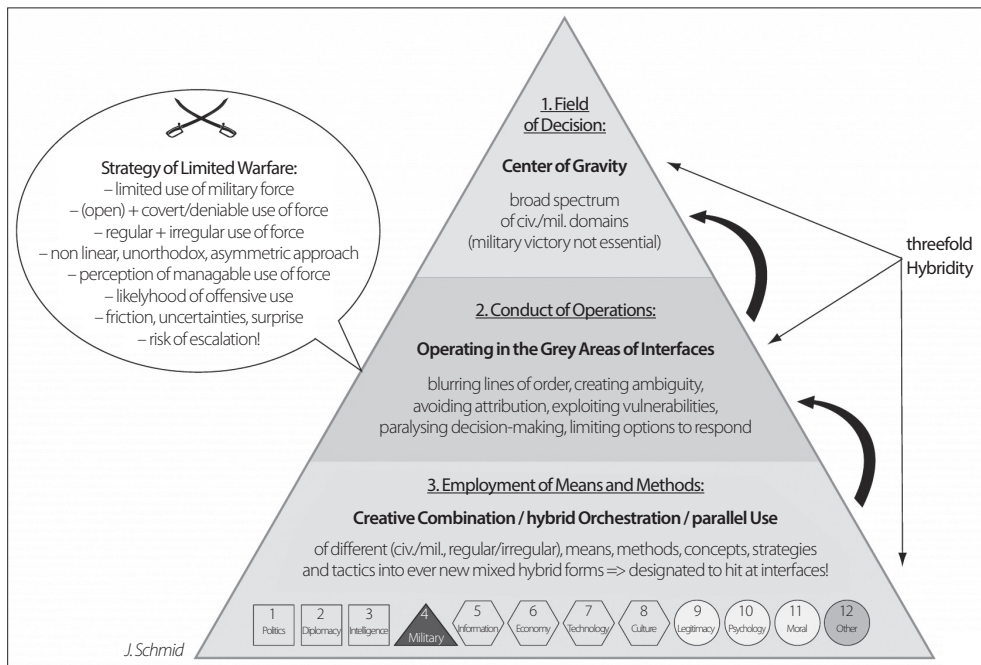 1. Field
of Decision:
Center of Gravity
broad spectrum
of civ./mil. domains
(military victory not essential)
Strategy of Limited Warfare:
– limited use of military force
– (open) + covert/deniable use of force
– regular + irregular use of force
– non linear, unorthodox, asymmetric approach
– perception of managable use of force
– likelyhood of offensive use
– friction, uncertainties, surprise
– risk of escalation!
threefold
Hybridity
2. Conduct of Operations:
Operating in the Grey Areas of Interfaces
blurring lines of order, creating ambiguity,
avoiding attribution, exploiting vulnerabilities,
paralysing decision-making, limiting options to respond
3. Employment of Means and Methods:
Creative Combination / hybrid Orchestration / parallel Use
of different (civ./mil., regular/irregular), means, methods, concepts, strategies
and tactics into ever new mixed hybrid forms => designated to hit at interfaces!
1 2 3 4 5 6 7 8 9 10 11 12
Politics Diplomacy Intelligence Military Information Economy Technology Culture Legitimacy Psychology Moral Other
J. Schmid